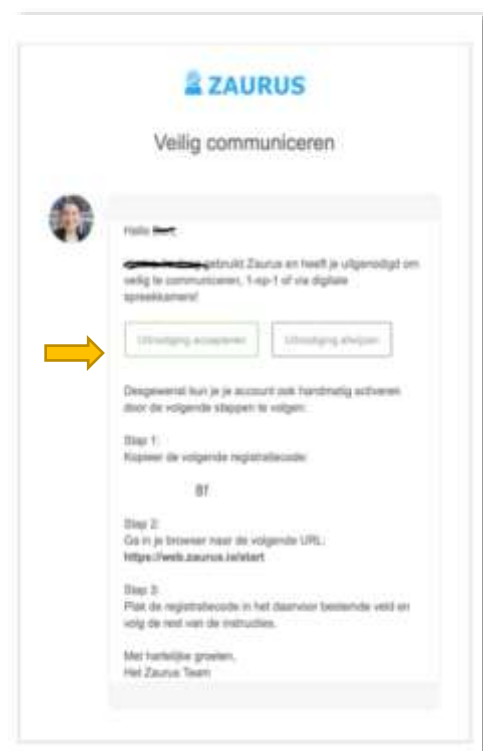 ZAURUS
Veilig communiceren
Hallo
gebruikt Zaurus en heeft je uitgenodigd om
veilig te communiceren, 1-op-1 of via digitale
spreekkamers!
Uitnodiging accepteren
Uitnodiging afwijzen
Desgewenst kun je je account ook handmatig activeren
door de volgende stappen te volgen:
Stap 1:
Kopieer de volgende registratiecode:
8f
Stap 2:
Ga in je browser naar de volgende URL:
https://web.zaurus.io/start
Stap 3:
Plak de registratiecode in het daarvoor bestemde veld en
volg de rest van de instructies.
Met hartelijke groeten,
Het Zaurus Team